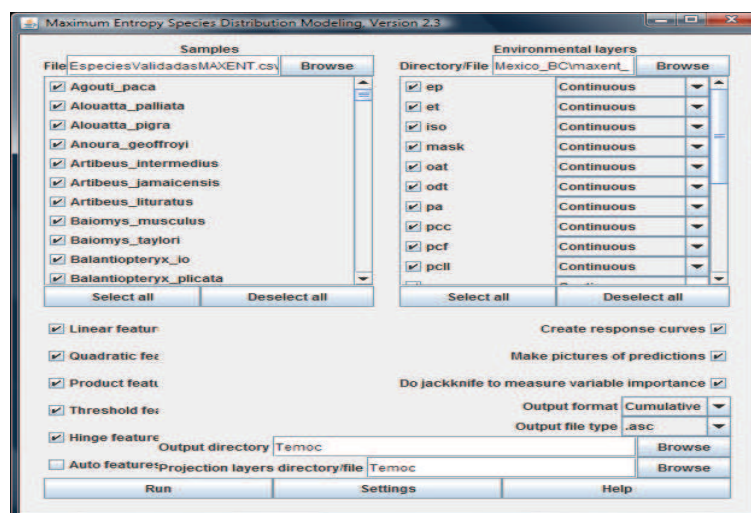 Maximum Entropy Species Distribution Modeling, Version 2.3
Samples
File EspeciesValidadasMAXENT.csv Browse
Agouti_paca
Alouatta_palliata
Alouatta_pigra
Anoura_geoffroyi
Artibeus_intermedius
Artibeus_jamaicensis
Artibeus_lituratus
Baiomys_musculus
Baiomys_taylori
Balantiopteryx_io
Balantiopteryx_plicata
Select all Deselect all
Environmental layers
Directory/File Mexico_BC\maxent_ Browse
ep Continuous
et Continuous
iso Continuous
mask Continuous
oat Continuous
odt Continuous
pa Continuous
pcc Continuous
pcf Continuous
pcll Continuous
Select all Deselect all
Linear featur
Quadratic fea
Product featu
Threshold fea
Hinge feature
Auto features
Create response curves
Make pictures of predictions
Do jackknife to measure variable importance
Output format Cumulative
Output file type .asc
Output directory Temoc Browse
Projection layers directory/file Temoc Browse
Run Settings Help